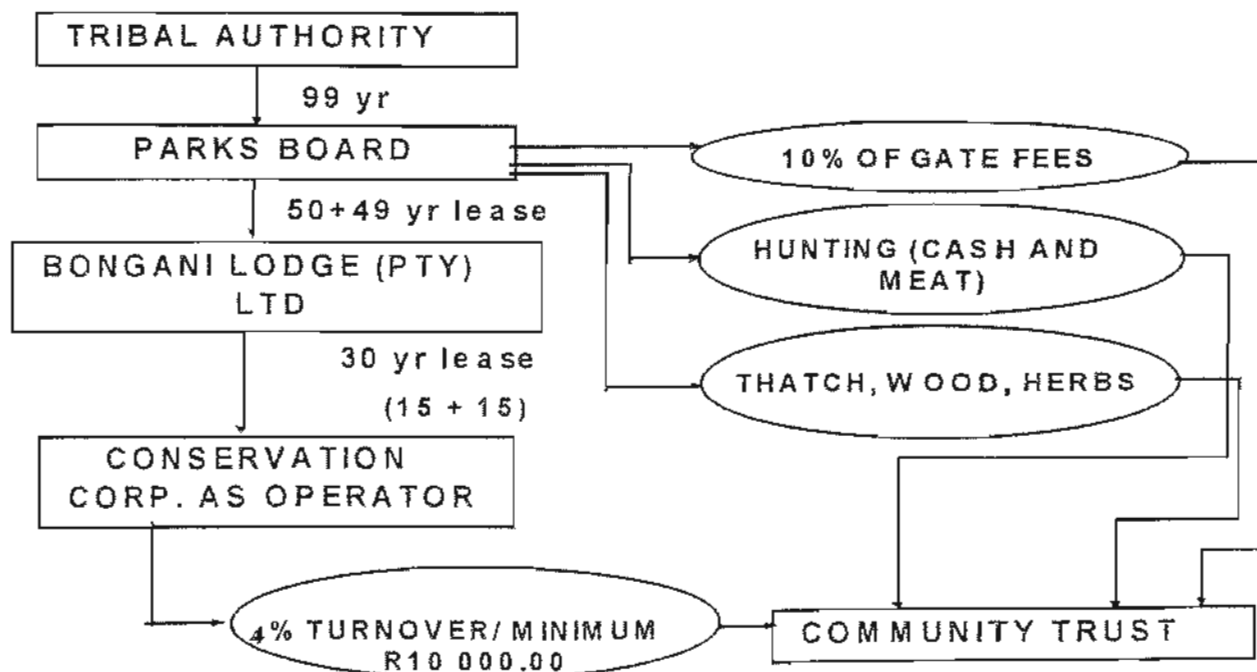 TRIBAL AUTHORITY
99 yr
PARKS BOARD
10% OF GATE FEES
50+49 yr lease
HUNTING (CASH AND
MEAT)
BONGANI LODGE (PTY)
LTD
30 yr lease
(15 + 15)
THATCH, WOOD, HERBS
CONSERVATION
CORP. AS OPERATOR
4% TURNOVER/ MINIMUM
R10 000.00
COMMUNITY TRUST